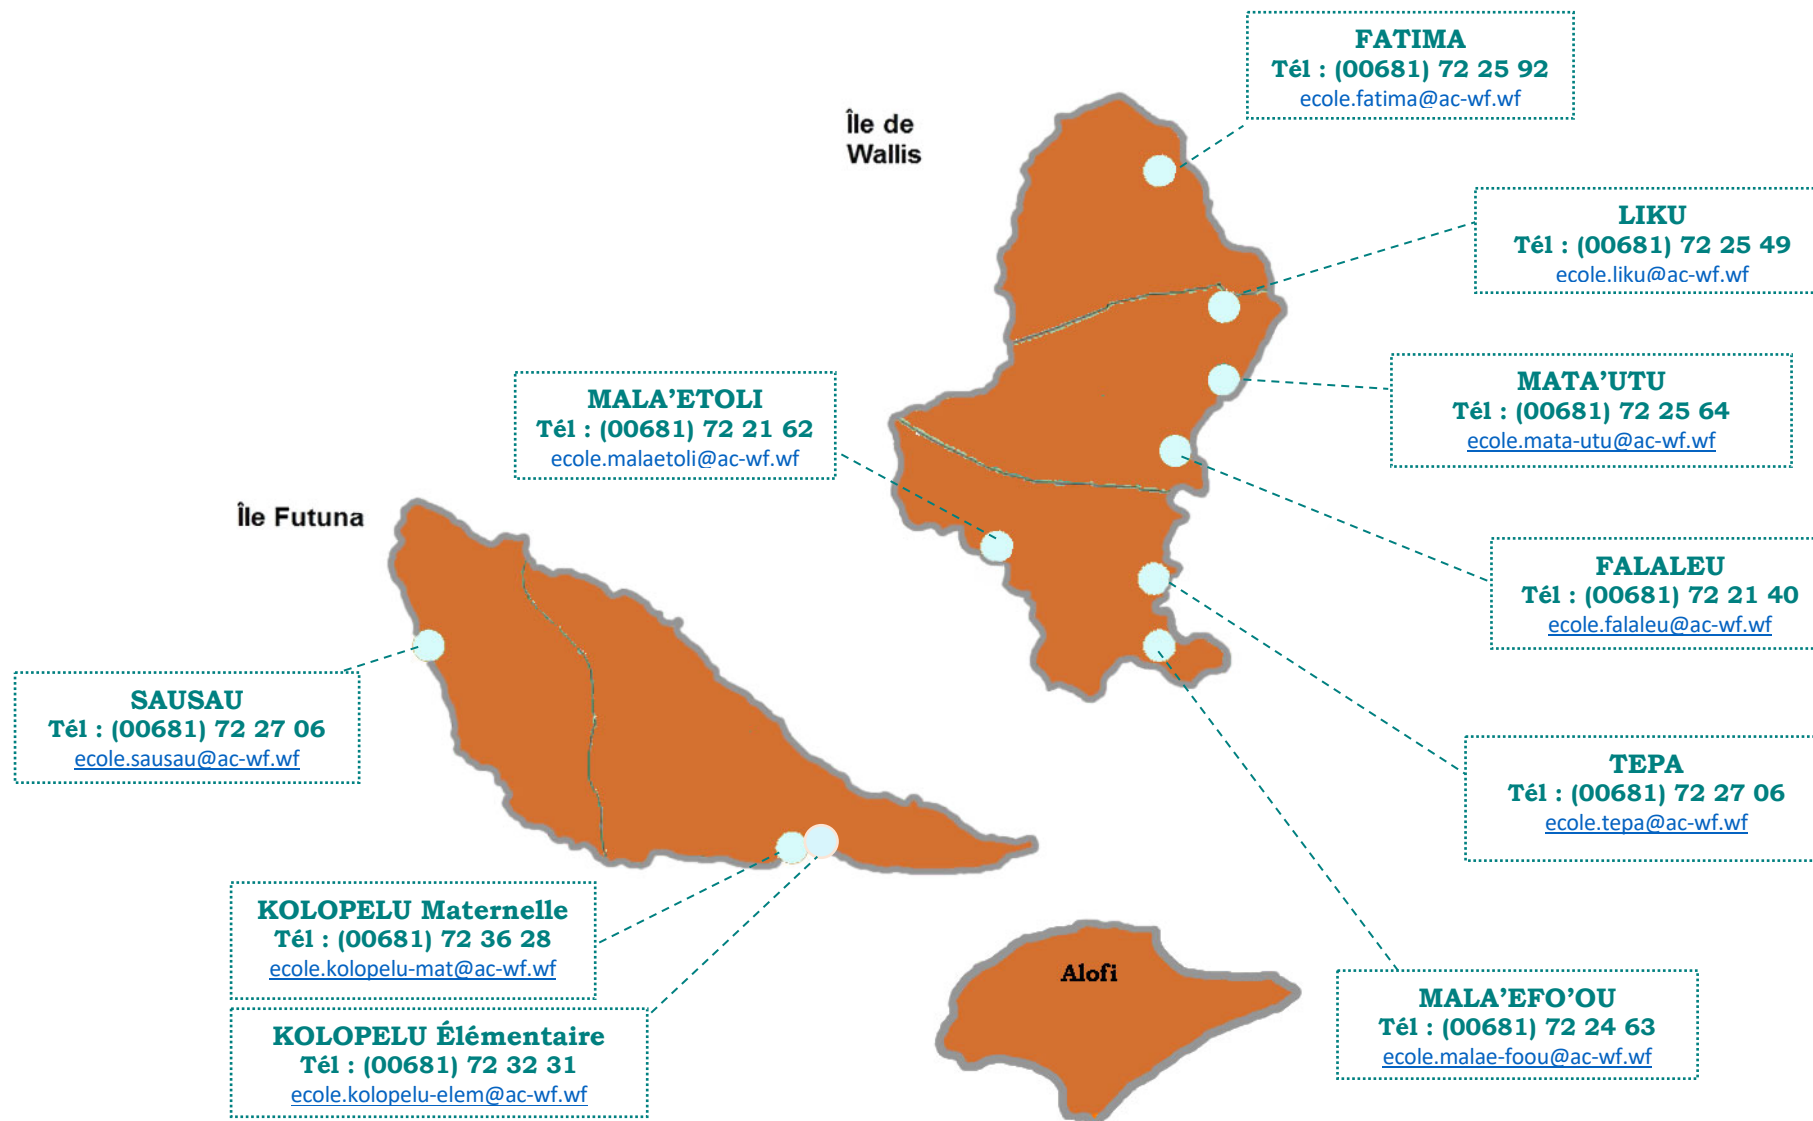 FATIMA
Tél : (00681) 72 25 92
ecole.fatima@ac-wf.wf
Île de
Wallis
LIKU
Tél : (00681) 72 25 49
ecole.liku@ac-wf.wf
MATA’UTU
Tél : (00681) 72 25 64
ecole.mata-utu@ac-wf.wf
MALA’ETOLI
Tél : (00681) 72 21 62
ecole.malaetoli@ac-wf.wf
Île Futuna
FALALEU
Tél : (00681) 72 21 40
ecole.falaleu@ac-wf.wf
SAUSAU
Tél : (00681) 72 27 06
ecole.sausau@ac-wf.wf
TEPA
Tél : (00681) 72 27 06
ecole.tepa@ac-wf.wf
KOLOPELU Maternelle
Tél : (00681) 72 36 28
ecole.kolopelu-mat@ac-wf.wf
Alofi
MALA’EFO’OU
Tél : (00681) 72 24 63
ecole.malae-foou@ac-wf.wf
KOLOPELU Élémentaire
Tél : (00681) 72 32 31
ecole.kolopelu-elem@ac-wf.wf